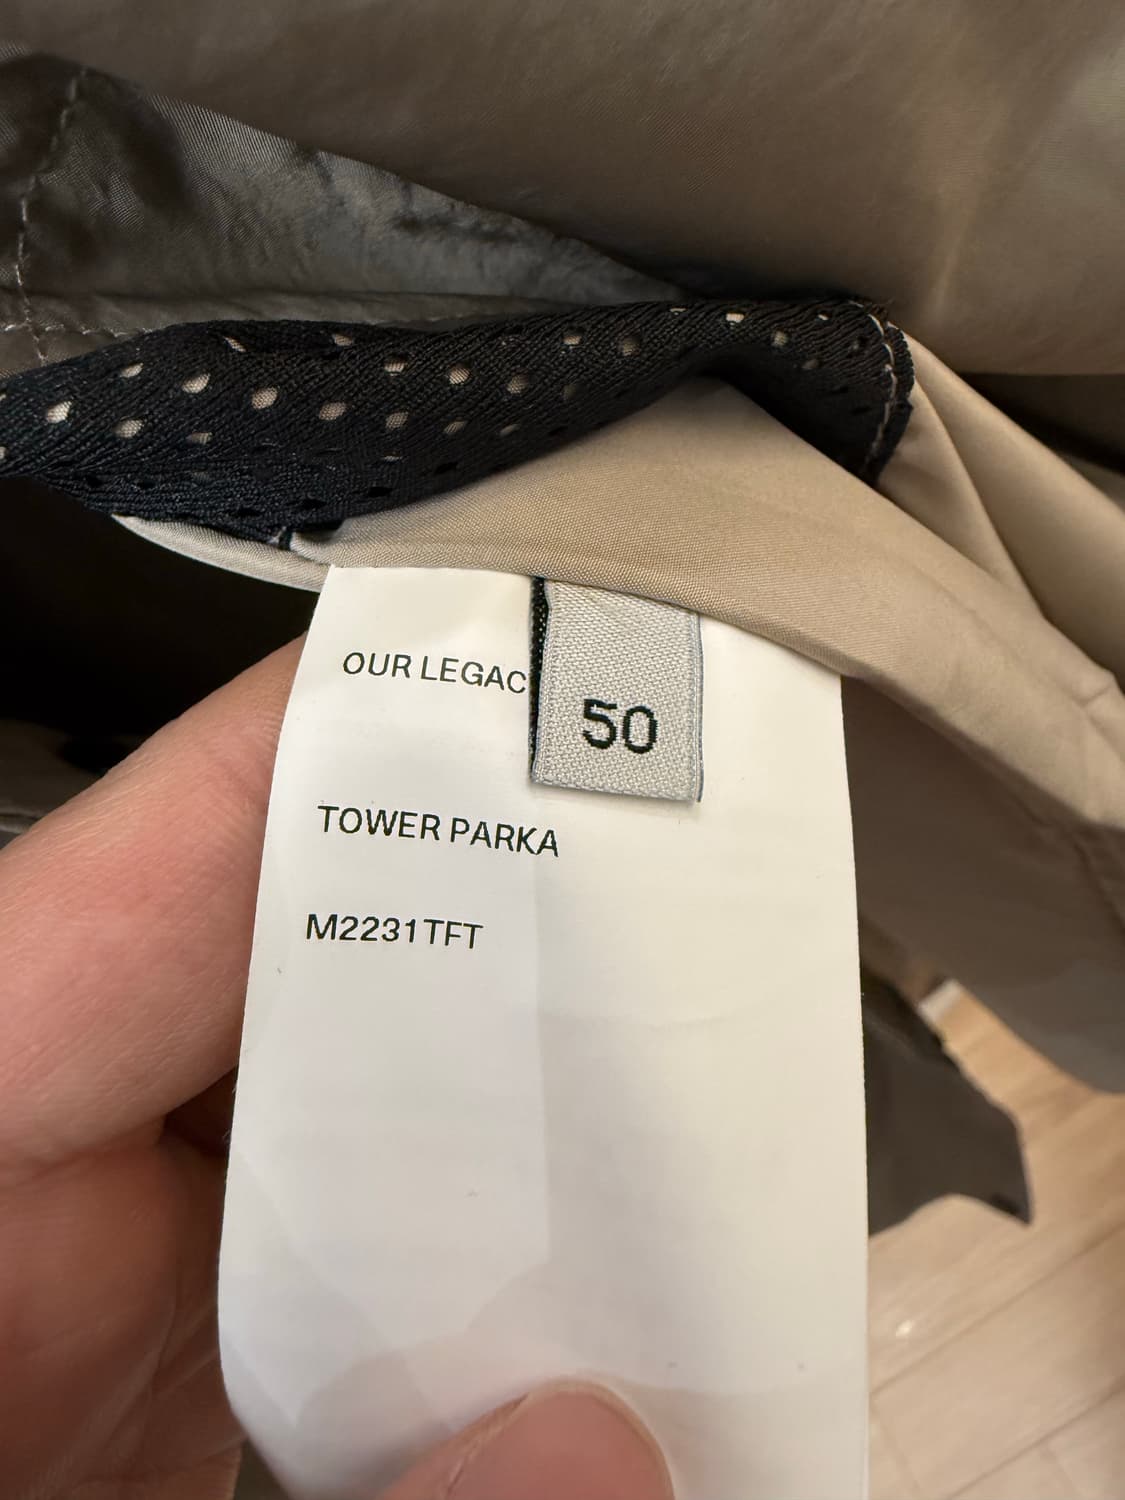 OUR LEGAC
50
TOWER PARKA
M2231TFT